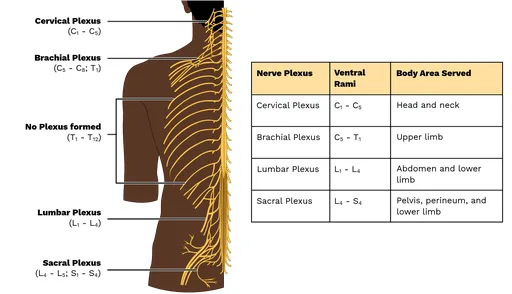 Cervical Plexus
(C₁ - C₅)
Brachial Plexus
(C₅ - C₈; T₁)
No Plexus formed
(T₁ - T₁₂)
Lumbar Plexus
(L₁ - L₄)
Sacral Plexus
(L₄ - L₅; S₁ - S₄)
Nerve Plexus Ventral Rami Body Area Served
Cervical Plexus C₁ - C₅ Head and neck
Brachial Plexus C₅ - T₁ Upper limb
Lumbar Plexus L₁ - L₄ Abdomen and lower limb
Sacral Plexus L₄ - S₄ Pelvis, perineum, and lower limb